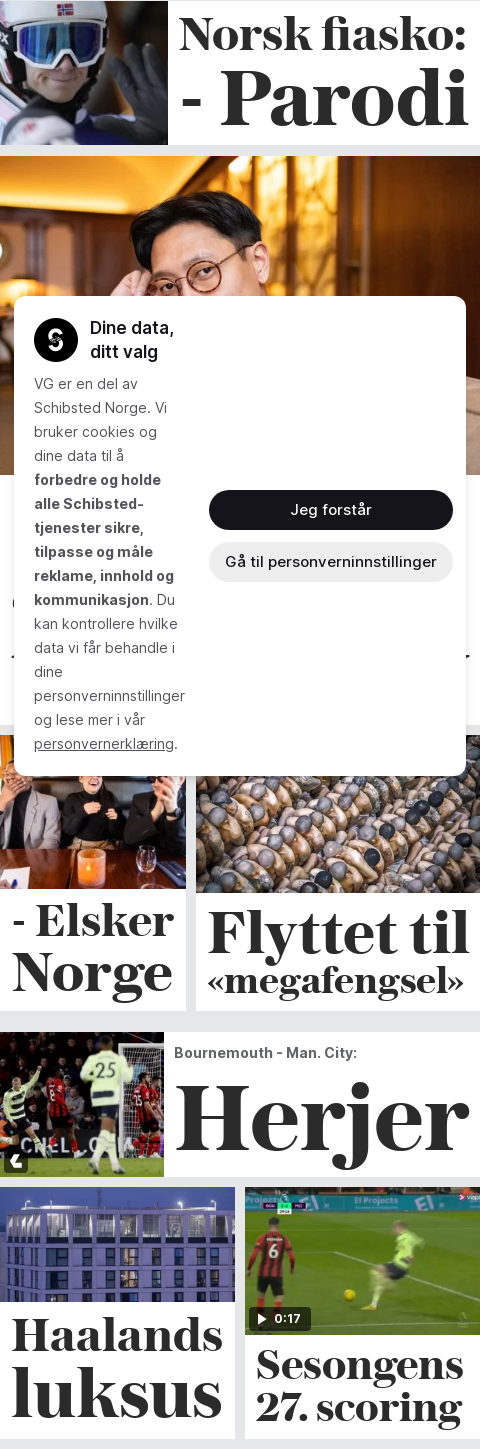 Norsk fiasko:
- Parodi
Dine data,
ditt valg
VG er en del av
Schibsted Norge. Vi
bruker cookies og
dine data til å
forbedre og holde
alle Schibsted-
tjenester sikre,
tilpasse og måle
reklame, innhold og
kommunikasjon. Du
kan kontrollere hvilke
data vi får behandle i
dine
personverninnstillinger
og lese mer i vår
personvernerklæring.
Jeg forstår
Gå til personverninnstillinger
- Elsker
Norge
Flyttet til
«megafengsel»
Bournemouth - Man. City:
25
8
Herjer
Haalands
luksus
6
0:17
Sesongens
27. scoring